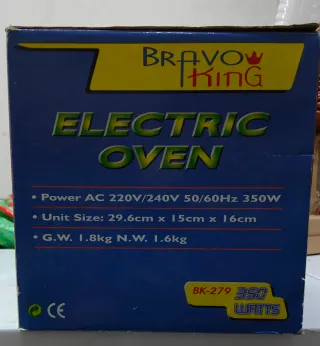 BRAVO
KING
ELECTRIC
OVEN
• Power AC 220V/240V 50/60Hz 350W
• Unit Size: 29.6cm x 15cm x 16cm
• G.W. 1.8kg N.W. 1.6kg
BK-279 350
WATTS
CE